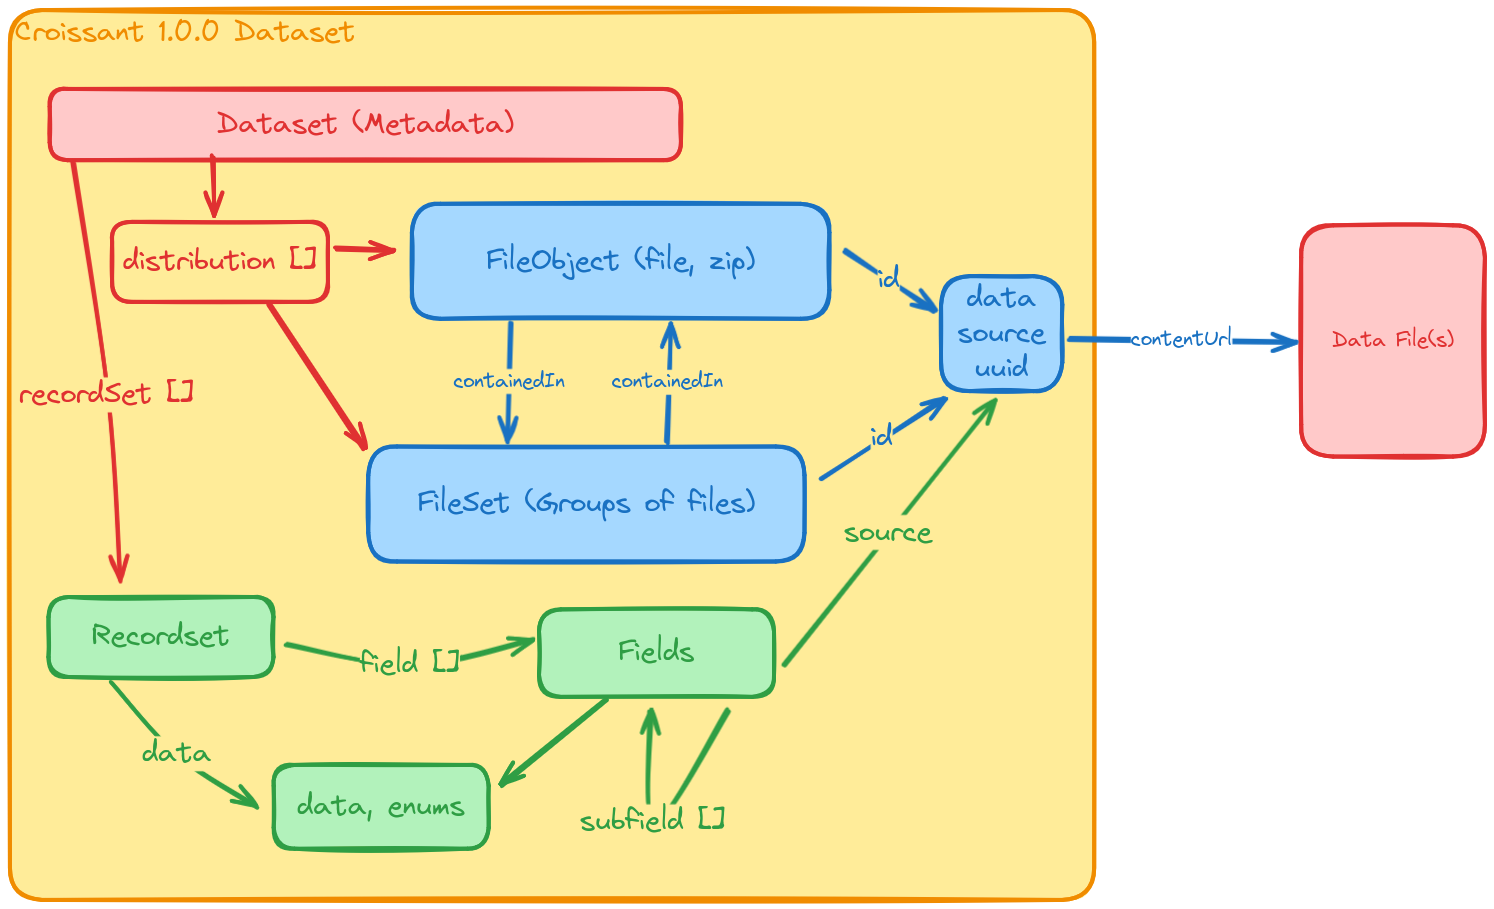 Croissant 1.0.0 Dataset
Dataset (Metadata)
distribution []
FileObject (file, zip)
id
data
source
uuid
contentUrl
Data File(s)
containedIn
containedIn
recordSet []
id
FileSet (Groups of files)
source
Recordset
field []
Fields
data
data, enums
subfield []